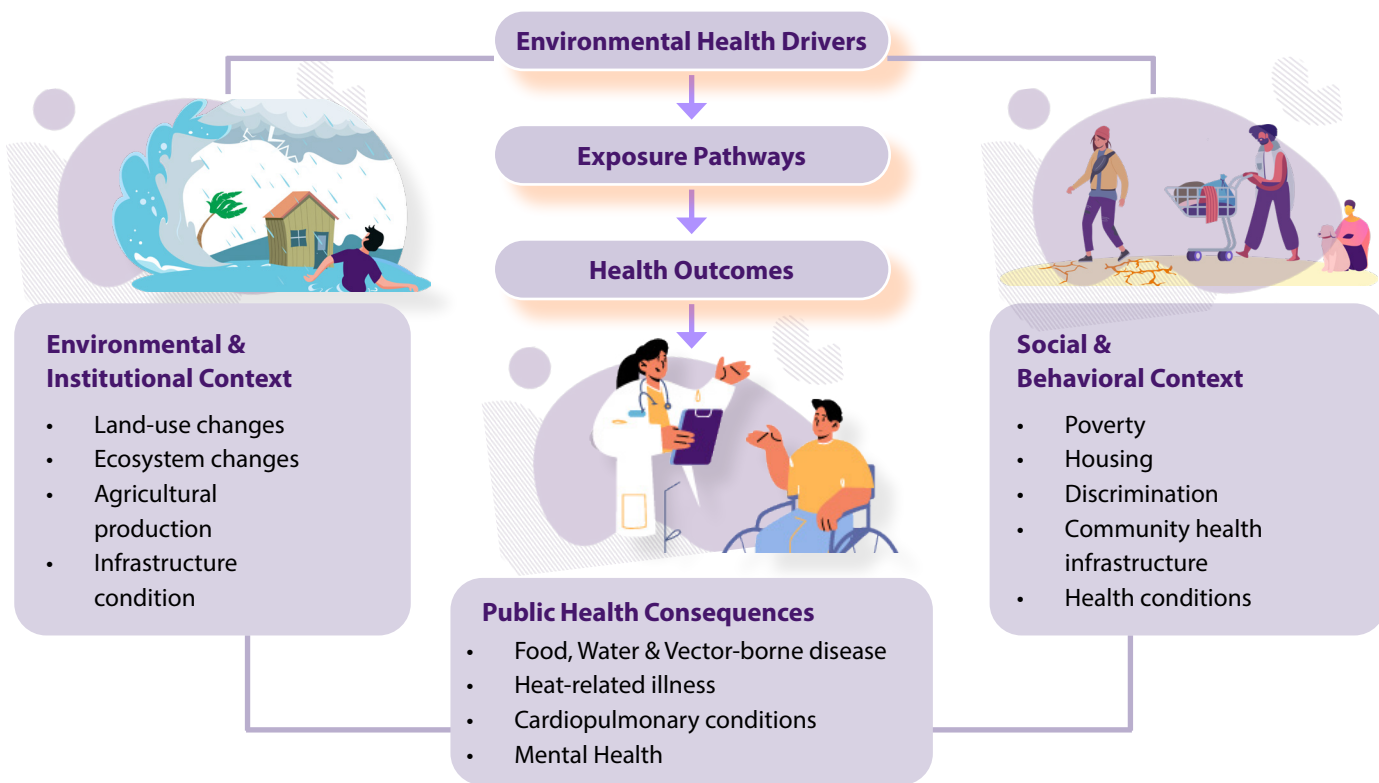 Environmental Health Drivers
Exposure Pathways
Health Outcomes
Environmental &
Institutional Context
• Land-use changes
• Ecosystem changes
• Agricultural
production
• Infrastructure
condition
Social &
Behavioral Context
• Poverty
• Housing
• Discrimination
• Community health
infrastructure
• Health conditions
Public Health Consequences
• Food, Water & Vector-borne disease
• Heat-related illness
• Cardiopulmonary conditions
• Mental Health